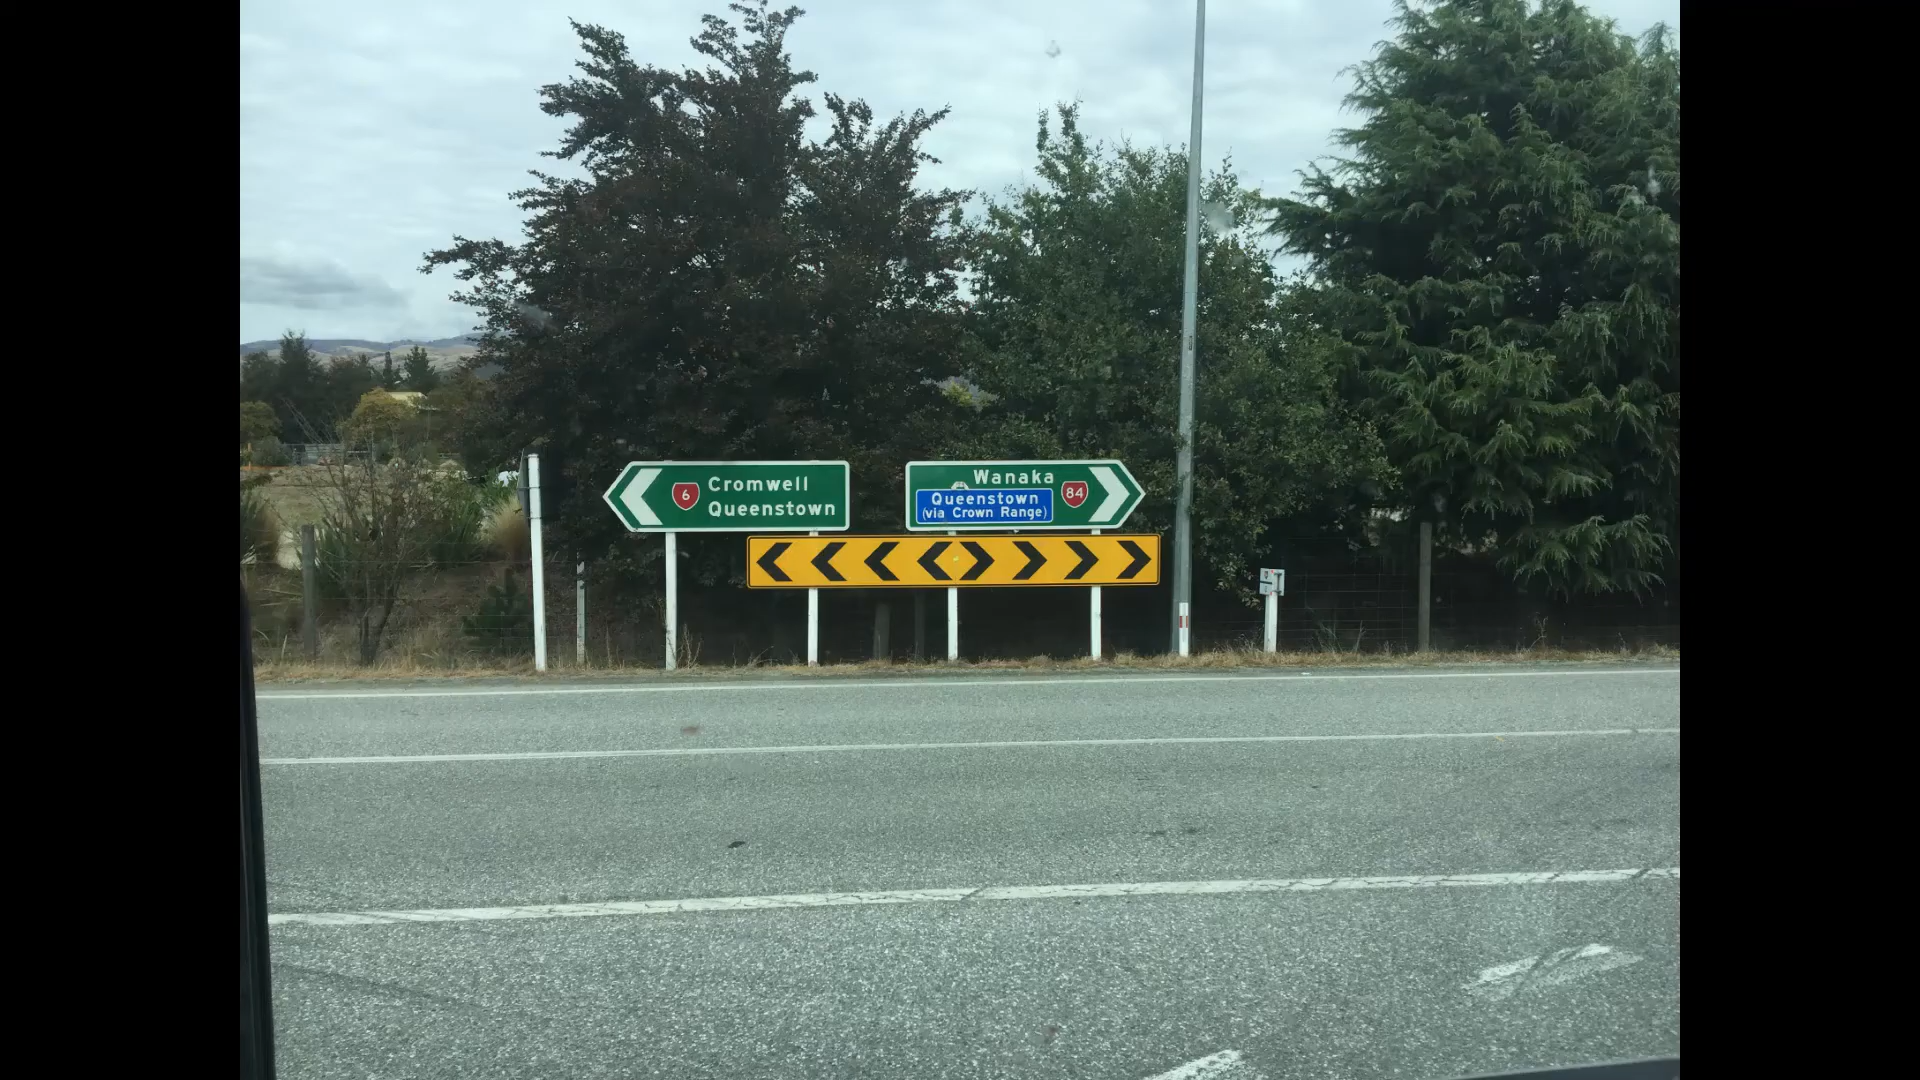 6
Cromwell
Queenstown
Wanaka
84
Queenstown
(via Crown Range)